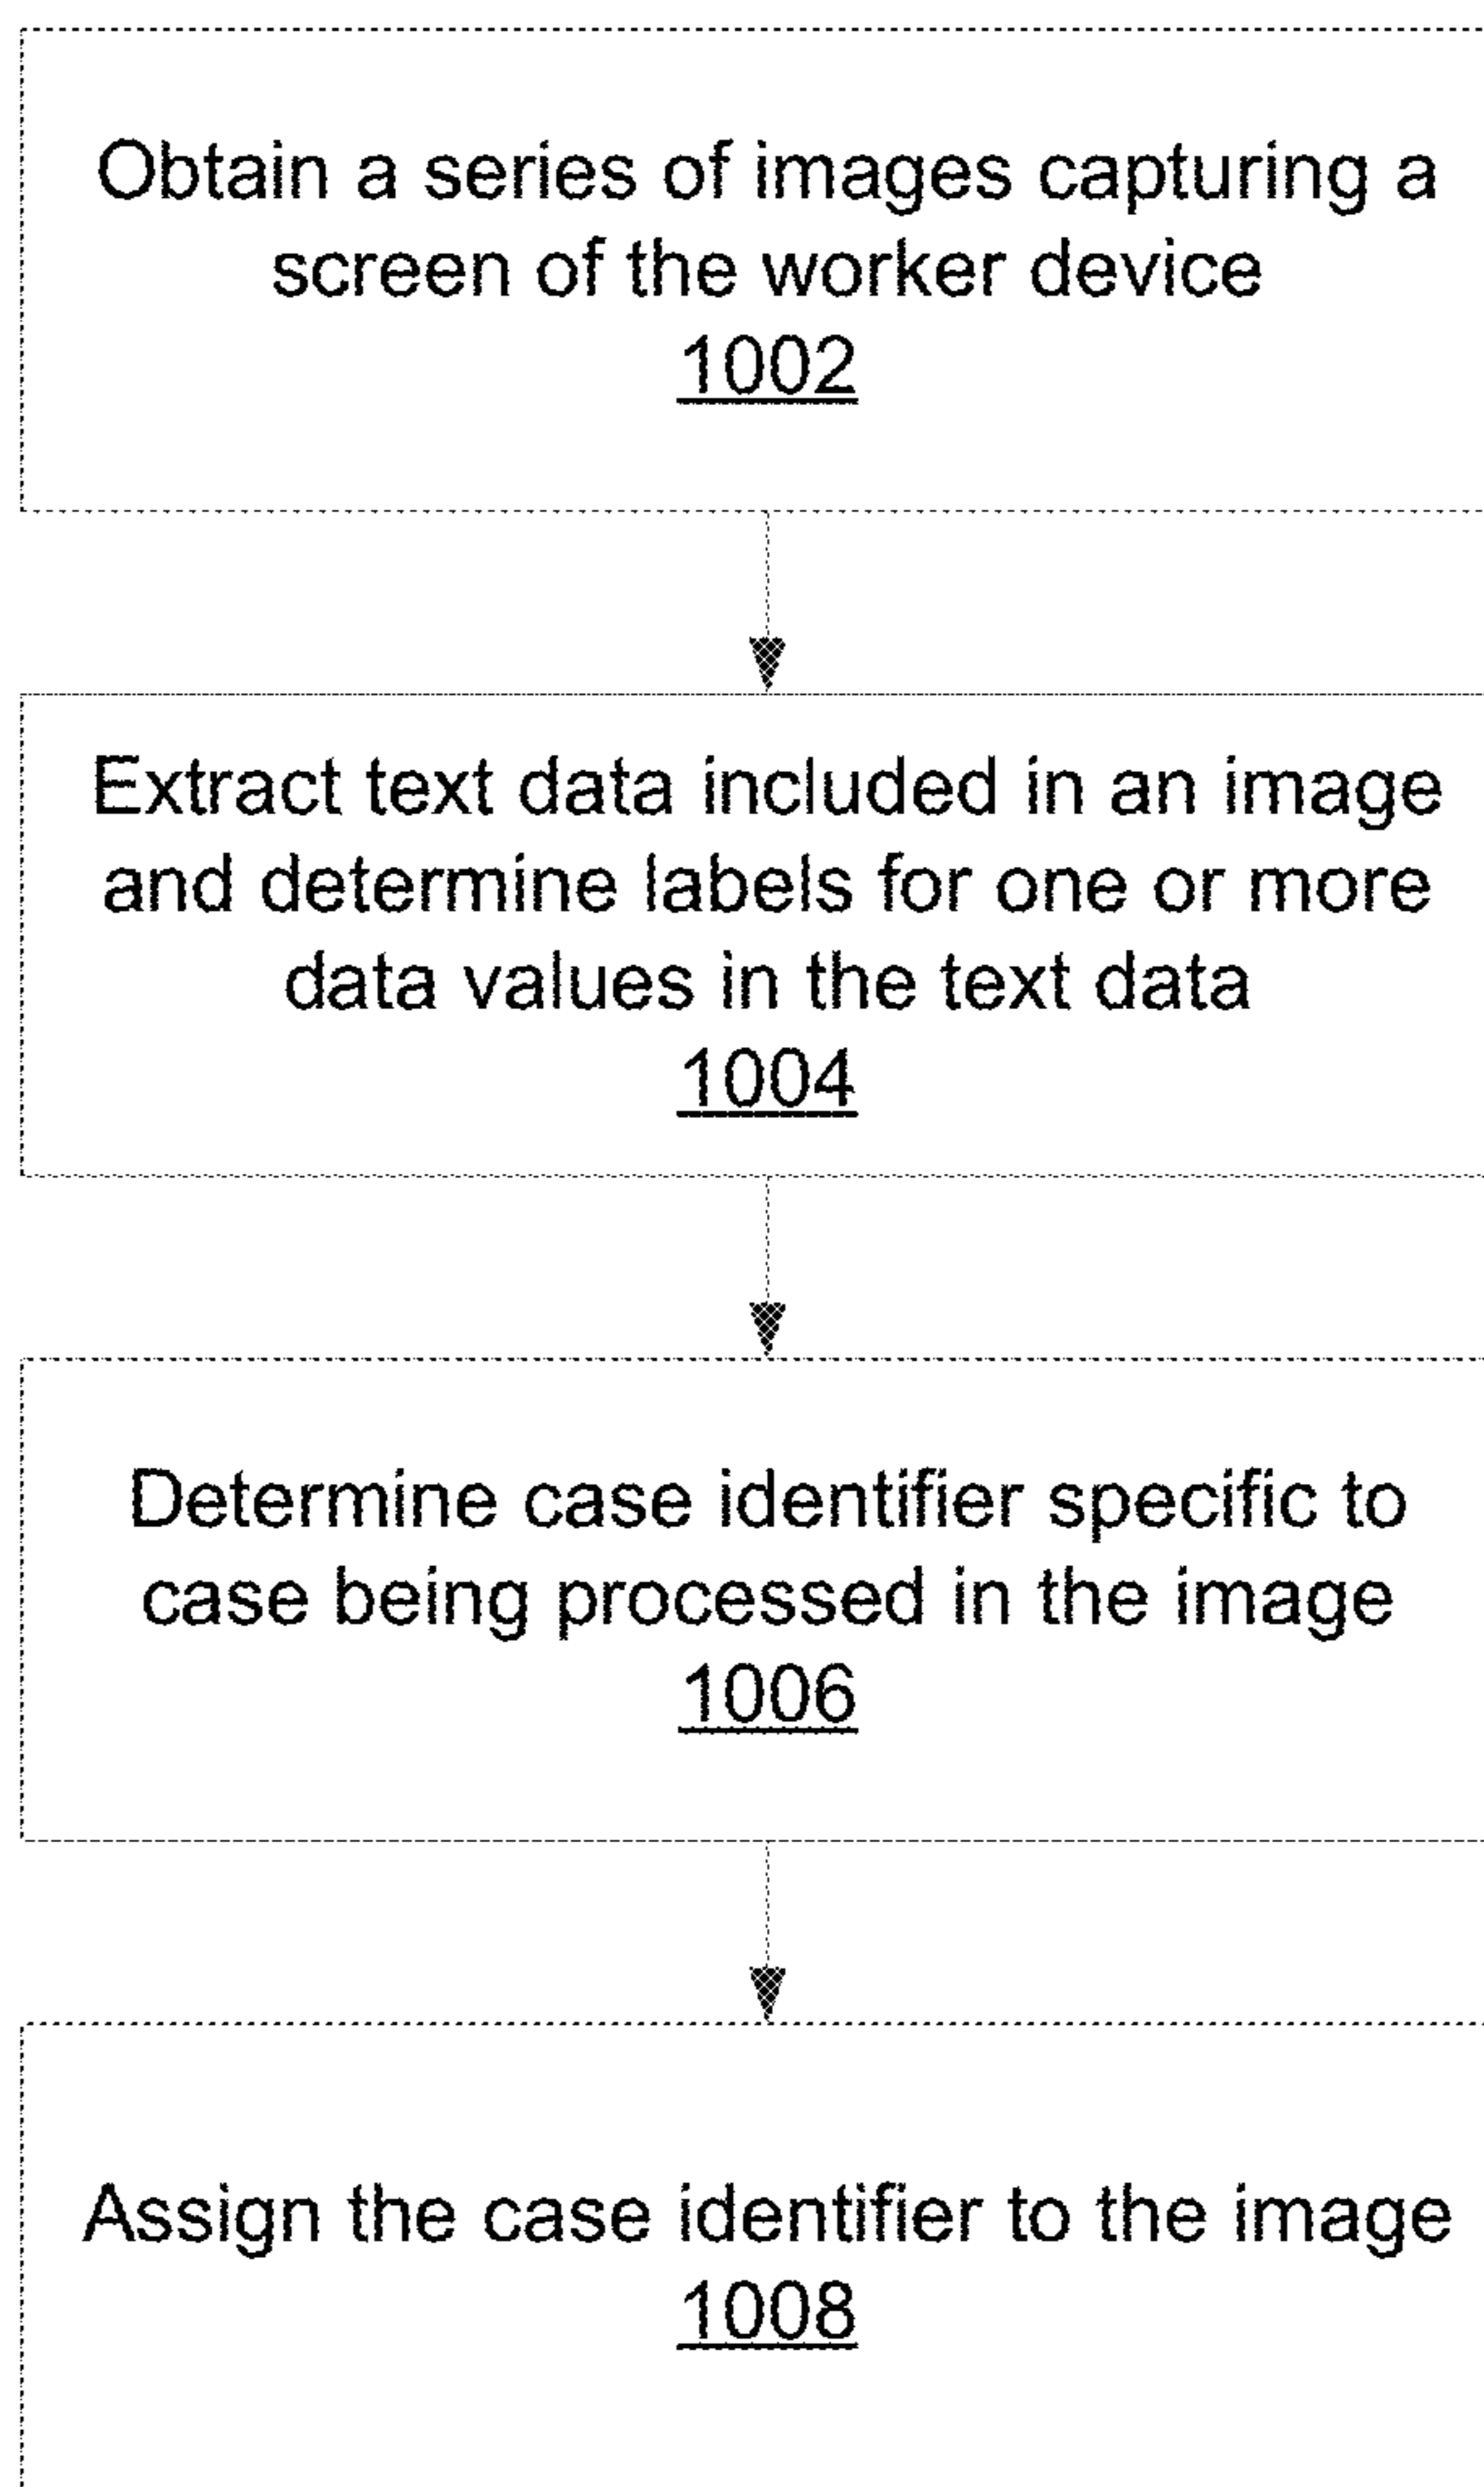 Obtain a series of images capturing a
screen of the worker device
1002
Extract text data included in an image
and determine labels for one or more
data values in the text data
1004
Determine case identifier specific to
case being processed in the image
1006
Assign the case identifier to the image
1008